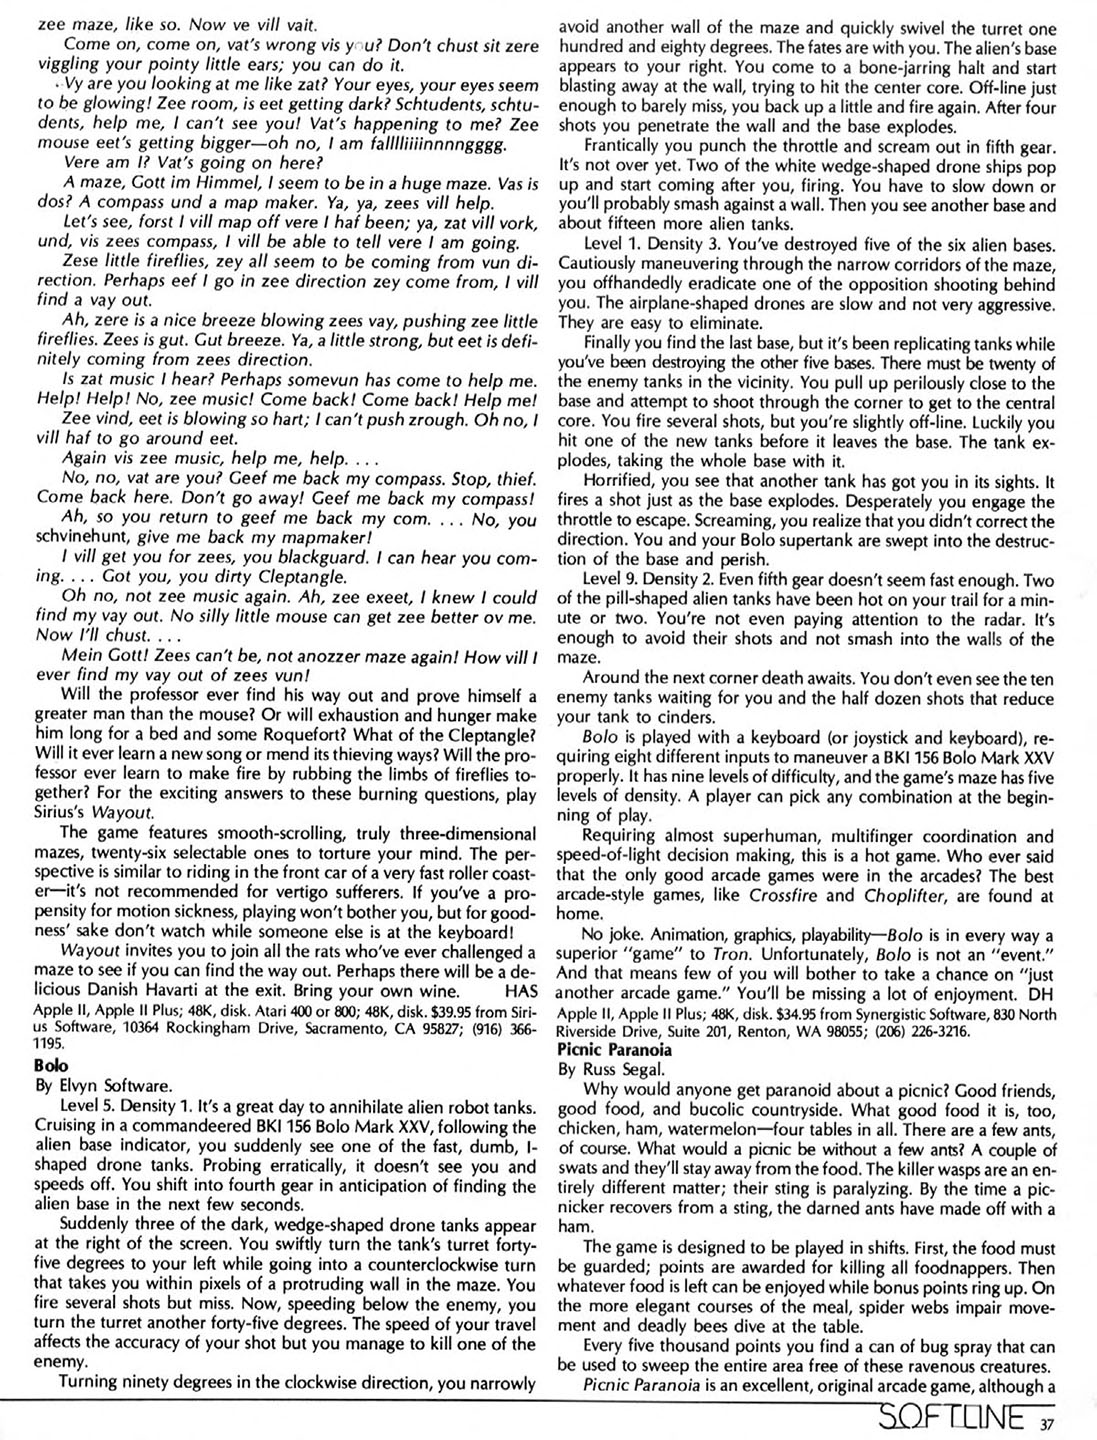 zee maze, like so. Now ve vill vait.
Come on, come on, vat's wrong vis you? Don't chust sit zere
viggling your pointy little ears; you can do it.
Vy are you looking at me like zat? Your eyes, your eyes seem
to be glowing! Zee room, is eet getting dark? Schtudents, schtu-
dents, help me, I can't see you! Vat's happening to me? Zee
mouse eet's getting bigger—oh no, I am fallllliiiinnnngggg.
Vere am I? Vat's going on here?
A maze, Gott im Himmel, I seem to be in a huge maze. Vas is
dos? A compass und a map maker. Ya, ya, zees vill help.
Let's see, forst I vill map off vere I haf been; ya, zat vill vork,
und, vis zees compass, I vill be able to tell vere I am going.
Zese little fireflies, zey all seem to be coming from vun di-
rection. Perhaps eef I go in zee direction zey come from, I vill
find a vay out.
Ah, zere is a nice breeze blowing zees vay, pushing zee little
fireflies. Zees is gut. Gut breeze. Ya, a little strong, but eet is defi-
nitely coming from zees direction.
Is zat music I hear? Perhaps somevun has come to help me.
Help! Help! No, zee music! Come back! Come back! Help me!
Zee vind, eet is blowing so hart; I can't push zrough. Oh no, I
vill haf to go around eet.
Again vis zee music, help me, help. . . .
No, no, vat are you? Geef me back my compass. Stop, thief.
Come back here. Don't go away! Geef me back my compass!
Ah, so you return to geef me back my com. . . . No, you
schvinehunt, give me back my mapmaker!
I vill get you for zees, you blackguard. I can hear you com-
ing. . . . Got you, you dirty Cleptangle.
Oh no, not zee music again. Ah, zee exeet, I knew I could
find my vay out. No silly little mouse can get zee better ov me.
Now I'll chust. . . .
Mein Gott! Zees can't be, not anozzer maze again! How vill I
ever find my vay out of zees vun!
Will the professor ever find his way out and prove himself a
greater man than the mouse? Or will exhaustion and hunger make
him long for a bed and some Roquefort? What of the Cleptangle?
Will it ever learn a new song or mend its thieving ways? Will the pro-
fessor ever learn to make fire by rubbing the limbs of fireflies to-
gether? For the exciting answers to these burning questions, play
Sirius's Wayout.
The game features smooth-scrolling, truly three-dimensional
mazes, twenty-six selectable ones to torture your mind. The per-
spective is similar to riding in the front car of a very fast roller coast-
er—it's not recommended for vertigo sufferers. If you've a pro-
pensity for motion sickness, playing won't bother you, but for good-
ness' sake don't watch while someone else is at the keyboard!
Wayout invites you to join all the rats who've ever challenged a
maze to see if you can find the way out. Perhaps there will be a de-
licious Danish Havarti at the exit. Bring your own wine. HAS
Apple II, Apple II Plus; 48K, disk. Atari 400 or 800; 48K, disk. $39.95 from Siri-
us Software, 10364 Rockingham Drive, Sacramento, CA 95827; (916) 366-
1195.
Bolo
By Elvyn Software.
Level 5. Density 1. It's a great day to annihilate alien robot tanks.
Cruising in a commandeered BKI 156 Bolo Mark XXV, following the
alien base indicator, you suddenly see one of the fast, dumb, I-
shaped drone tanks. Probing erratically, it doesn't see you and
speeds off. You shift into fourth gear in anticipation of finding the
alien base in the next few seconds.
Suddenly three of the dark, wedge-shaped drone tanks appear
at the right of the screen. You swiftly turn the tank's turret forty-
five degrees to your left while going into a counterclockwise turn
that takes you within pixels of a protruding wall in the maze. You
fire several shots but miss. Now, speeding below the enemy, you
turn the turret another forty-five degrees. The speed of your travel
affects the accuracy of your shot but you manage to kill one of the
enemy.
Turning ninety degrees in the clockwise direction, you narrowly
avoid another wall of the maze and quickly swivel the turret one
hundred and eighty degrees. The fates are with you. The alien's base
appears to your right. You come to a bone-jarring halt and start
blasting away at the wall, trying to hit the center core. Off-line just
enough to barely miss, you back up a little and fire again. After four
shots you penetrate the wall and the base explodes.
Frantically you punch the throttle and scream out in fifth gear.
It's not over yet. Two of the white wedge-shaped drone ships pop
up and start coming after you, firing. You have to slow down or
you'll probably smash against a wall. Then you see another base and
about fifteen more alien tanks.
Level 1. Density 3. You've destroyed five of the six alien bases.
Cautiously maneuvering through the narrow corridors of the maze,
you offhandedly eradicate one of the opposition shooting behind
you. The airplane-shaped drones are slow and not very aggressive.
They are easy to eliminate.
Finally you find the last base, but it's been replicating tanks while
you've been destroying the other five bases. There must be twenty of
the enemy tanks in the vicinity. You pull up perilously close to the
base and attempt to shoot through the corner to get to the central
core. You fire several shots, but you're slightly off-line. Luckily you
hit one of the new tanks before it leaves the base. The tank ex-
plodes, taking the whole base with it.
Horrified, you see that another tank has got you in its sights. It
fires a shot just as the base explodes. Desperately you engage the
throttle to escape. Screaming, you realize that you didn't correct the
direction. You and your Bolo supertank are swept into the destruc-
tion of the base and perish.
Level 9. Density 2. Even fifth gear doesn't seem fast enough. Two
of the pill-shaped alien tanks have been hot on your trail for a min-
ute or two. You're not even paying attention to the radar. It's
enough to avoid their shots and not smash into the walls of the
maze.
Around the next corner death awaits. You don't even see the ten
enemy tanks waiting for you and the half dozen shots that reduce
your tank to cinders.
Bolo is played with a keyboard (or joystick and keyboard), re-
quiring eight different inputs to maneuver a BKI 156 Bolo Mark XXV
properly. It has nine levels of difficulty, and the game's maze has five
levels of density. A player can pick any combination at the begin-
ning of play.
Requiring almost superhuman, multifinger coordination and
speed-of-light decision making, this is a hot game. Who ever said
that the only good arcade games were in the arcades? The best
arcade-style games, like Crossfire and Choplifter, are found at
home.
No joke. Animation, graphics, playability—Bolo is in every way a
superior "game" to Tron. Unfortunately, Bolo is not an "event."
And that means few of you will bother to take a chance on "just
another arcade game." You'll be missing a lot of enjoyment. DH
Apple II, Apple II Plus; 48K, disk. $34.95 from Synergistic Software, 830 North
Riverside Drive, Suite 201, Renton, WA 98055; (206) 226-3216.
Picnic Paranoia
By Russ Segal.
Why would anyone get paranoid about a picnic? Good friends,
good food, and bucolic countryside. What good food it is, too,
chicken, ham, watermelon—four tables in all. There are a few ants,
of course. What would a picnic be without a few ants? A couple of
swats and they'll stay away from the food. The killer wasps are an en-
tirely different matter; their sting is paralyzing. By the time a pic-
nicker recovers from a sting, the darned ants have made off with a
ham.
The game is designed to be played in shifts. First, the food must
be guarded; points are awarded for killing all foodnappers. Then
whatever food is left can be enjoyed while bonus points ring up. On
the more elegant courses of the meal, spider webs impair move-
ment and deadly bees dive at the table.
Every five thousand points you find a can of bug spray that can
be used to sweep the entire area free of these ravenous creatures.
Picnic Paranoia is an excellent, original arcade game, although a
SOFTLINE 37